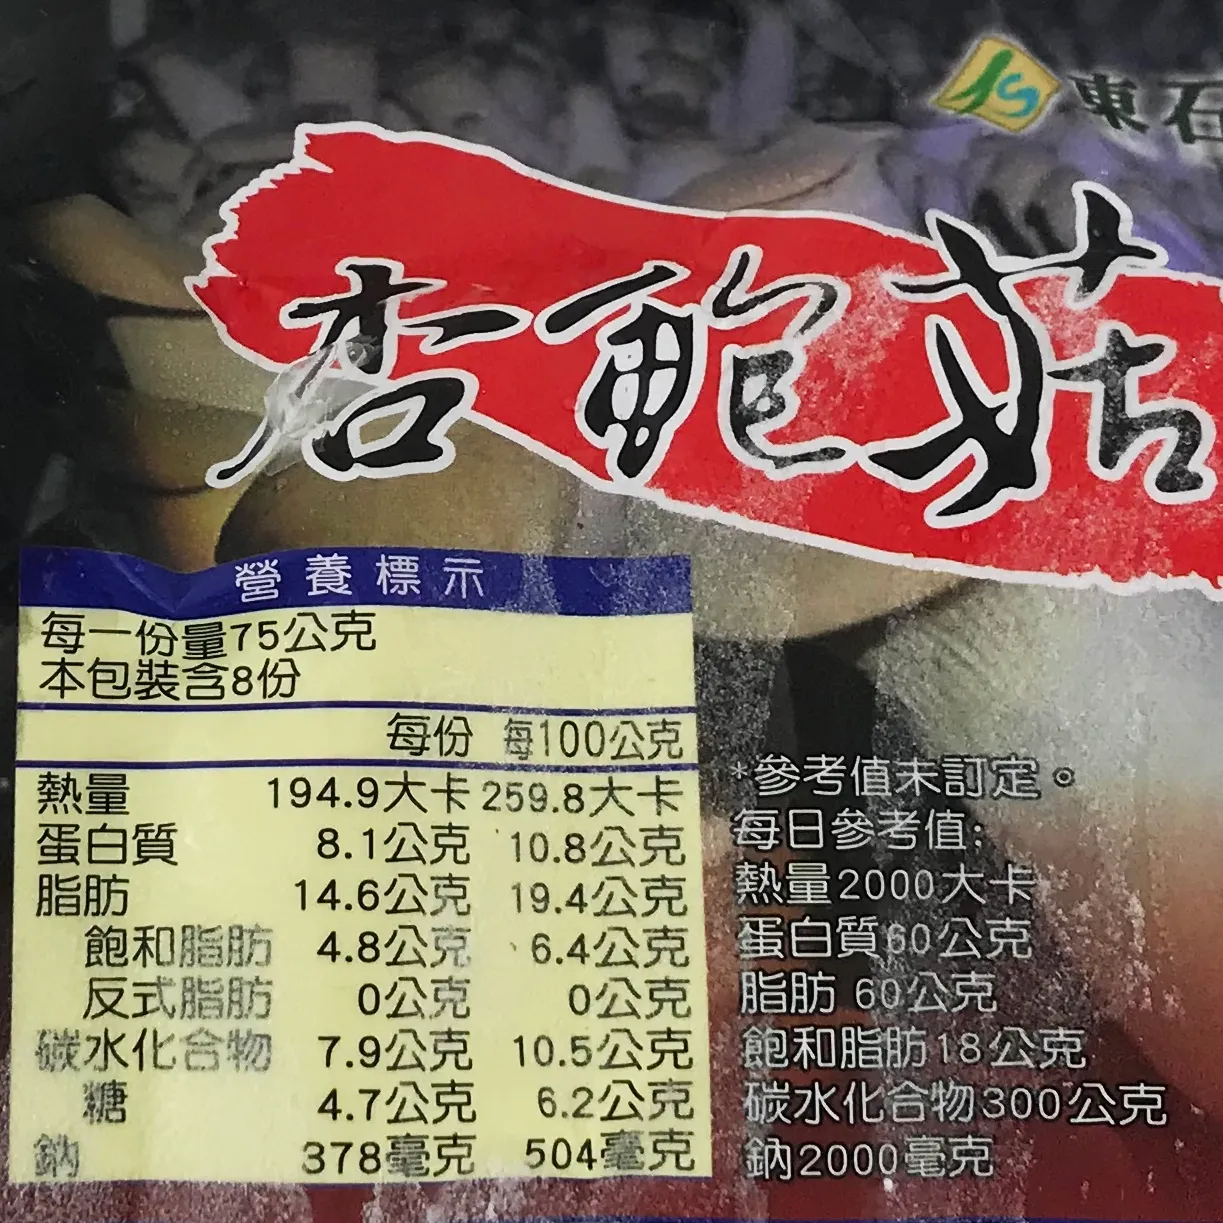 東石
杏鮑菇
營養標示
每一份量75公克
本包裝含8份
每份 每100公克
熱量 194.9大卡 259.8大卡
蛋白質 8.1公克 10.8公克
脂肪 14.6公克 19.4公克
飽和脂肪 4.8公克 6.4公克
反式脂肪 0公克 0公克
碳水化合物 7.9公克 10.5公克
糖 4.7公克 6.2公克
鈉 378毫克 504毫克
*參考值未訂定。
每日參考值:
熱量2000大卡
蛋白質60公克
脂肪 60公克
飽和脂肪18公克
碳水化合物300公克
鈉2000毫克